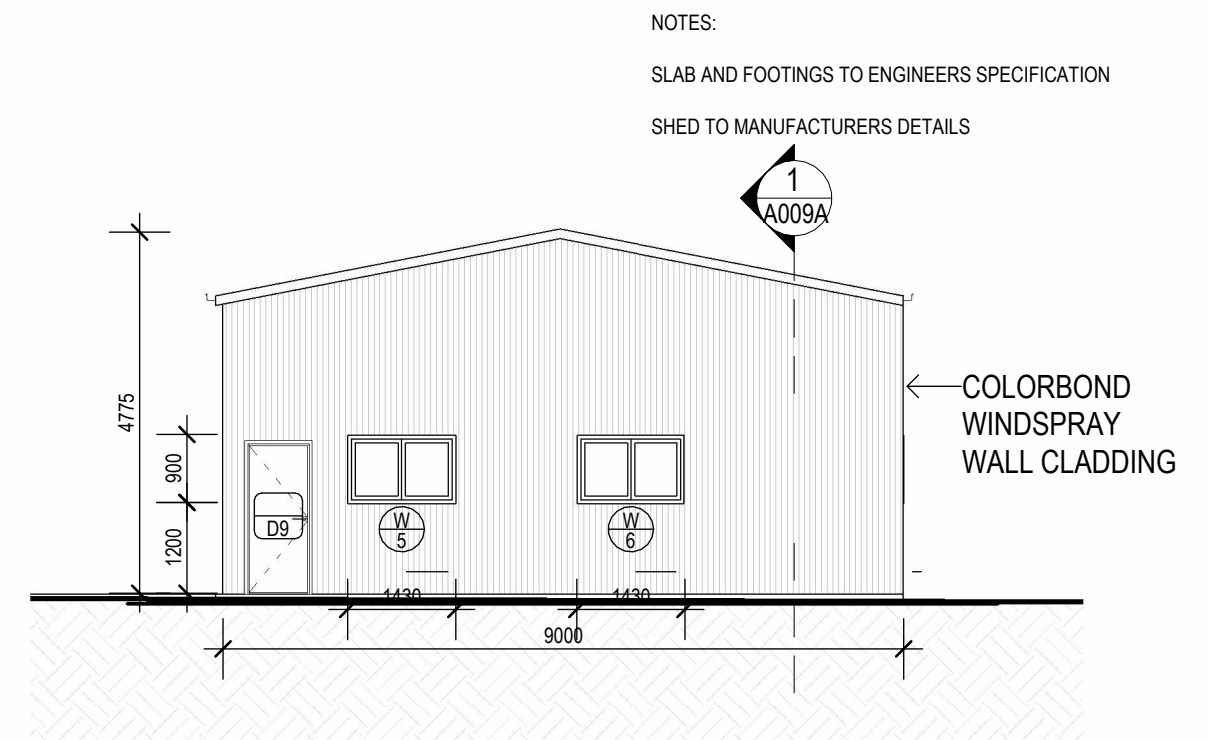 NOTES:
SLAB AND FOOTINGS TO ENGINEERS SPECIFICATION
SHED TO MANUFACTURERS DETAILS
1
A009A
4775
900
1200
COLORBOND
WINDSPRAY
WALL CLADDING
D9
W
5
W
6
1430
1430
9000